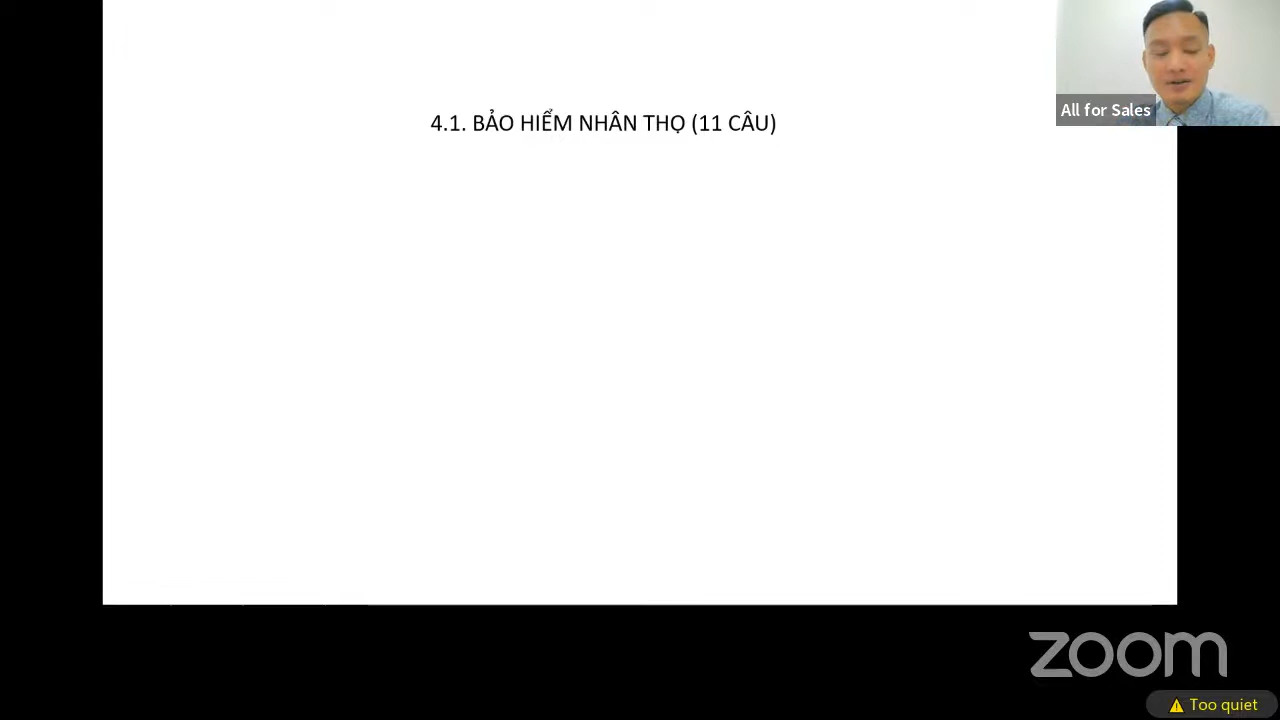 4.1. BẢO HIỂM NHÂN THỌ (11 CÂU)
All for Sales
zoom
Too quiet